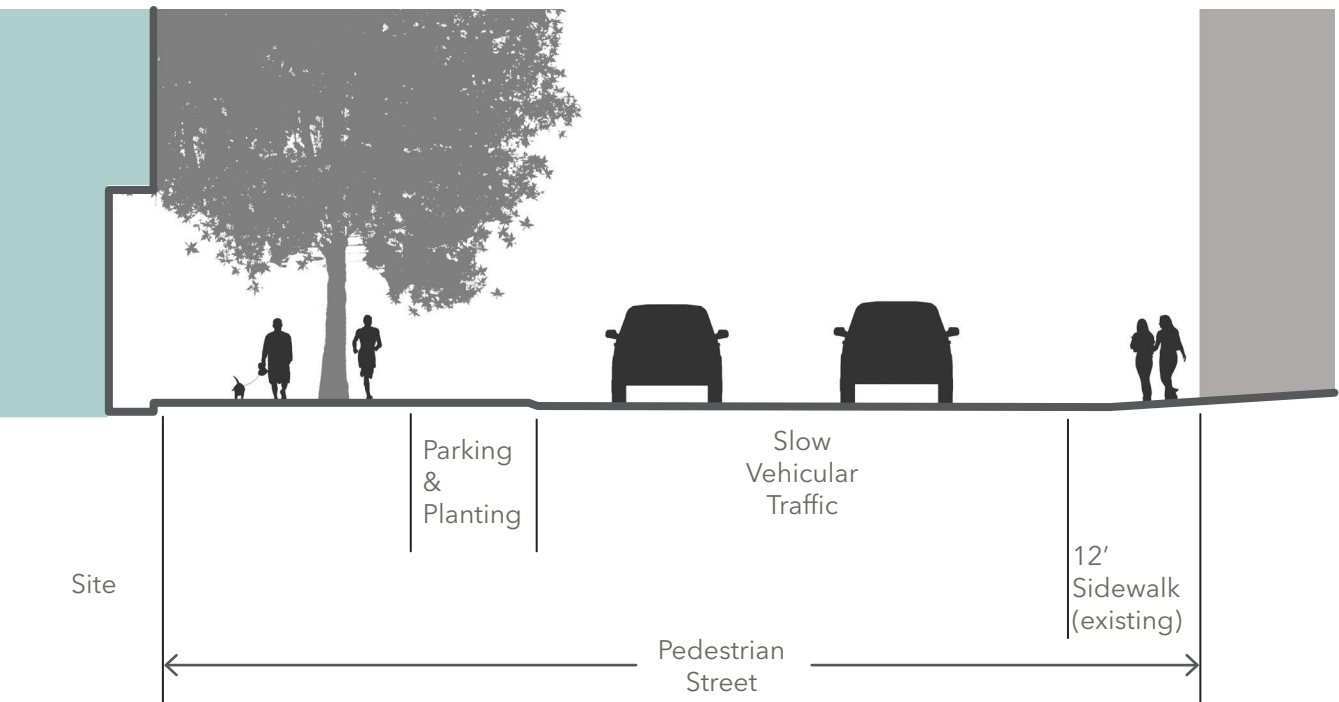 Parking
&
Planting
Slow
Vehicular
Traffic
12’
Sidewalk
(existing)
Site
Pedestrian
Street